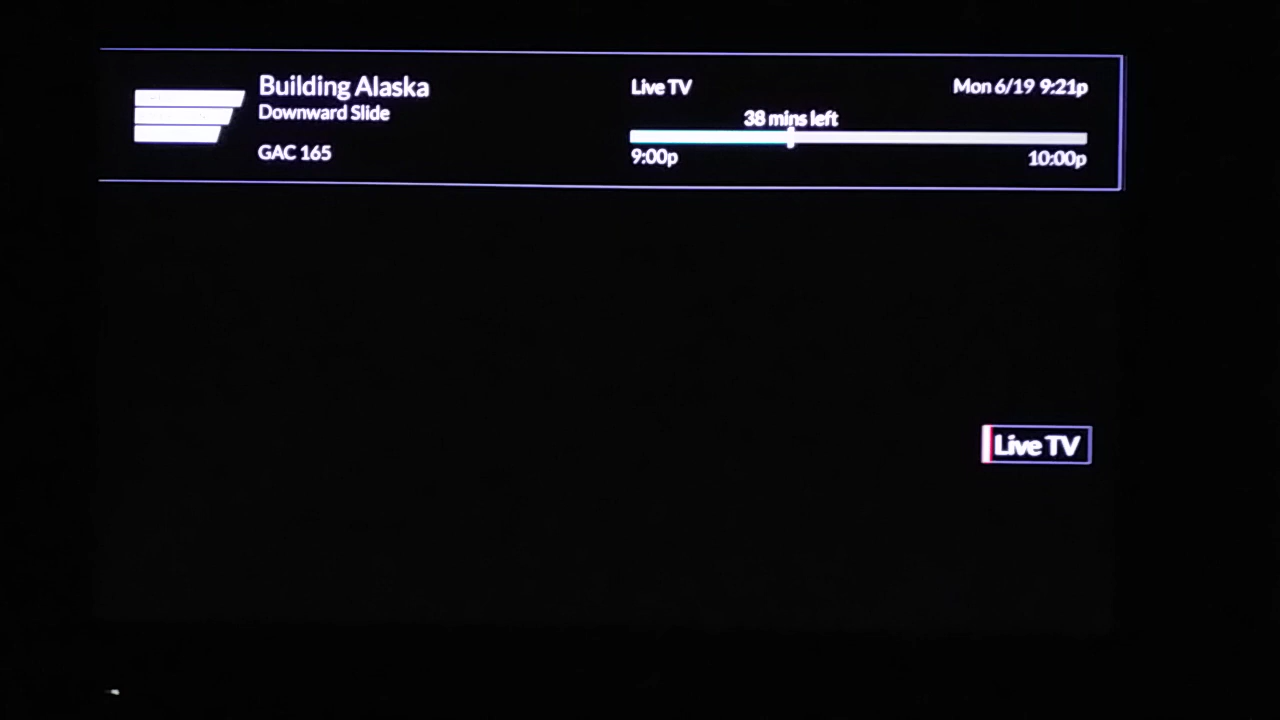 Building Alaska
Downward Slide
GAC 165
Live TV
Mon 6/19 9:21p
38 mins left
9:00p
10:00p
Live TV